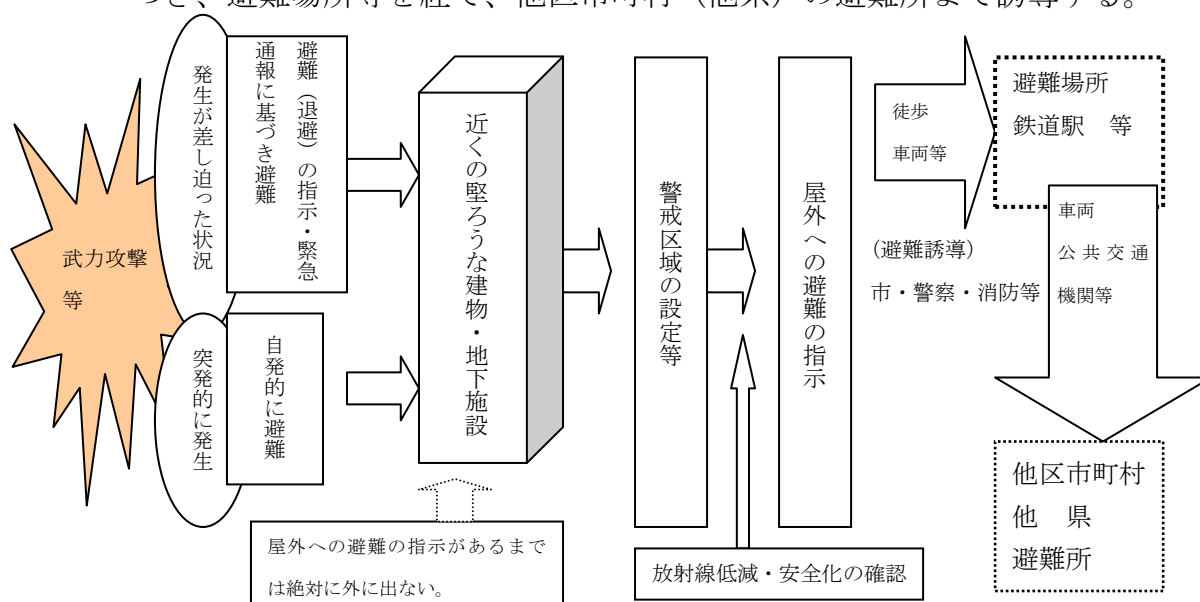 つき、避難場所等を経て、他区市町村（他県）の避難所まで誘導する。
武力攻撃
等
発生が差し迫った状況
避難（退避）の指示・緊急
通報に基づき避難
突発的に発生
自発的に避難
近くの堅ろうな建物・地下施設
屋外への避難の指示があるまで
は絶対に外に出ない。
警戒区域の設定等
放射線低減・安全化の確認
屋外への避難の指示
徒歩
車両等
(避難誘導)
市・警察・消防等
避難場所
鉄道駅　等
車両
公共交通
機関等
他区市町村
他　県
避難所